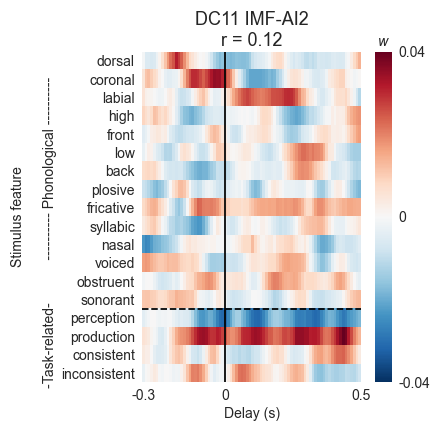 DC11 IMF-AI2
r = 0.12
w
0.04
0
-0.04
Stimulus feature
---------- Phonological ----------
-Task-related-
dorsal
coronal
labial
high
front
low
back
plosive
fricative
syllabic
nasal
voiced
obstruent
sonorant
perception
production
consistent
inconsistent
-0.3
0
0.5
Delay (s)